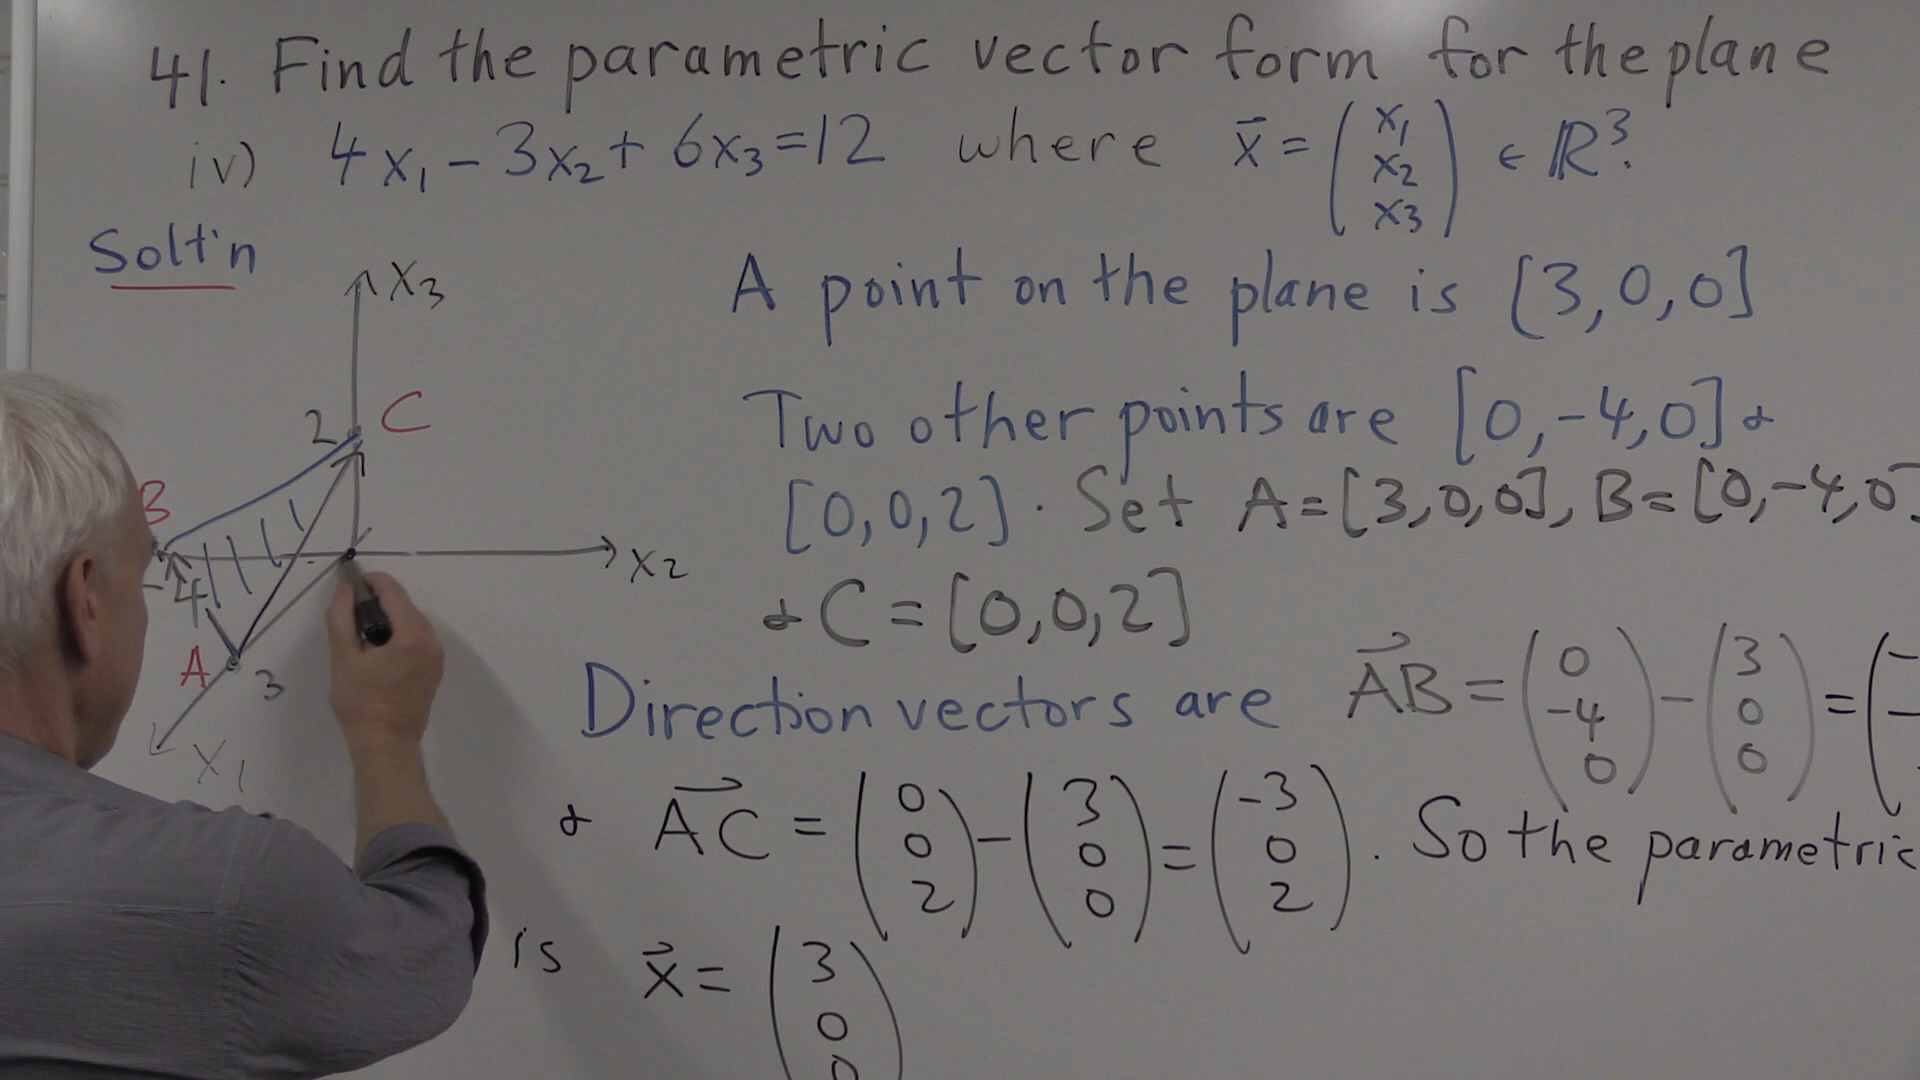 41. Find the parametric vector form for the plane
iv) 4x₁ - 3x₂ + 6x₃ = 12 where x̄ = (x₁ x₂ x₃) ∈ ℝ³.
Solt'n
x₃
2 C
B
x₂
-4
A 3
x₁
A point on the plane is [3,0,0]
Two other points are [0,-4,0] &
[0,0,2]. Set A=[3,0,0], B=[0,-4,0]
& C=[0,0,2]
Direction vectors are AB⃗ = (0 -4 0) - (3 0 0) = (- -
& AC⃗ = (0 0 2) - (3 0 0) = (-3 0 2). So the parametric
is x⃗ = (3 0 0)